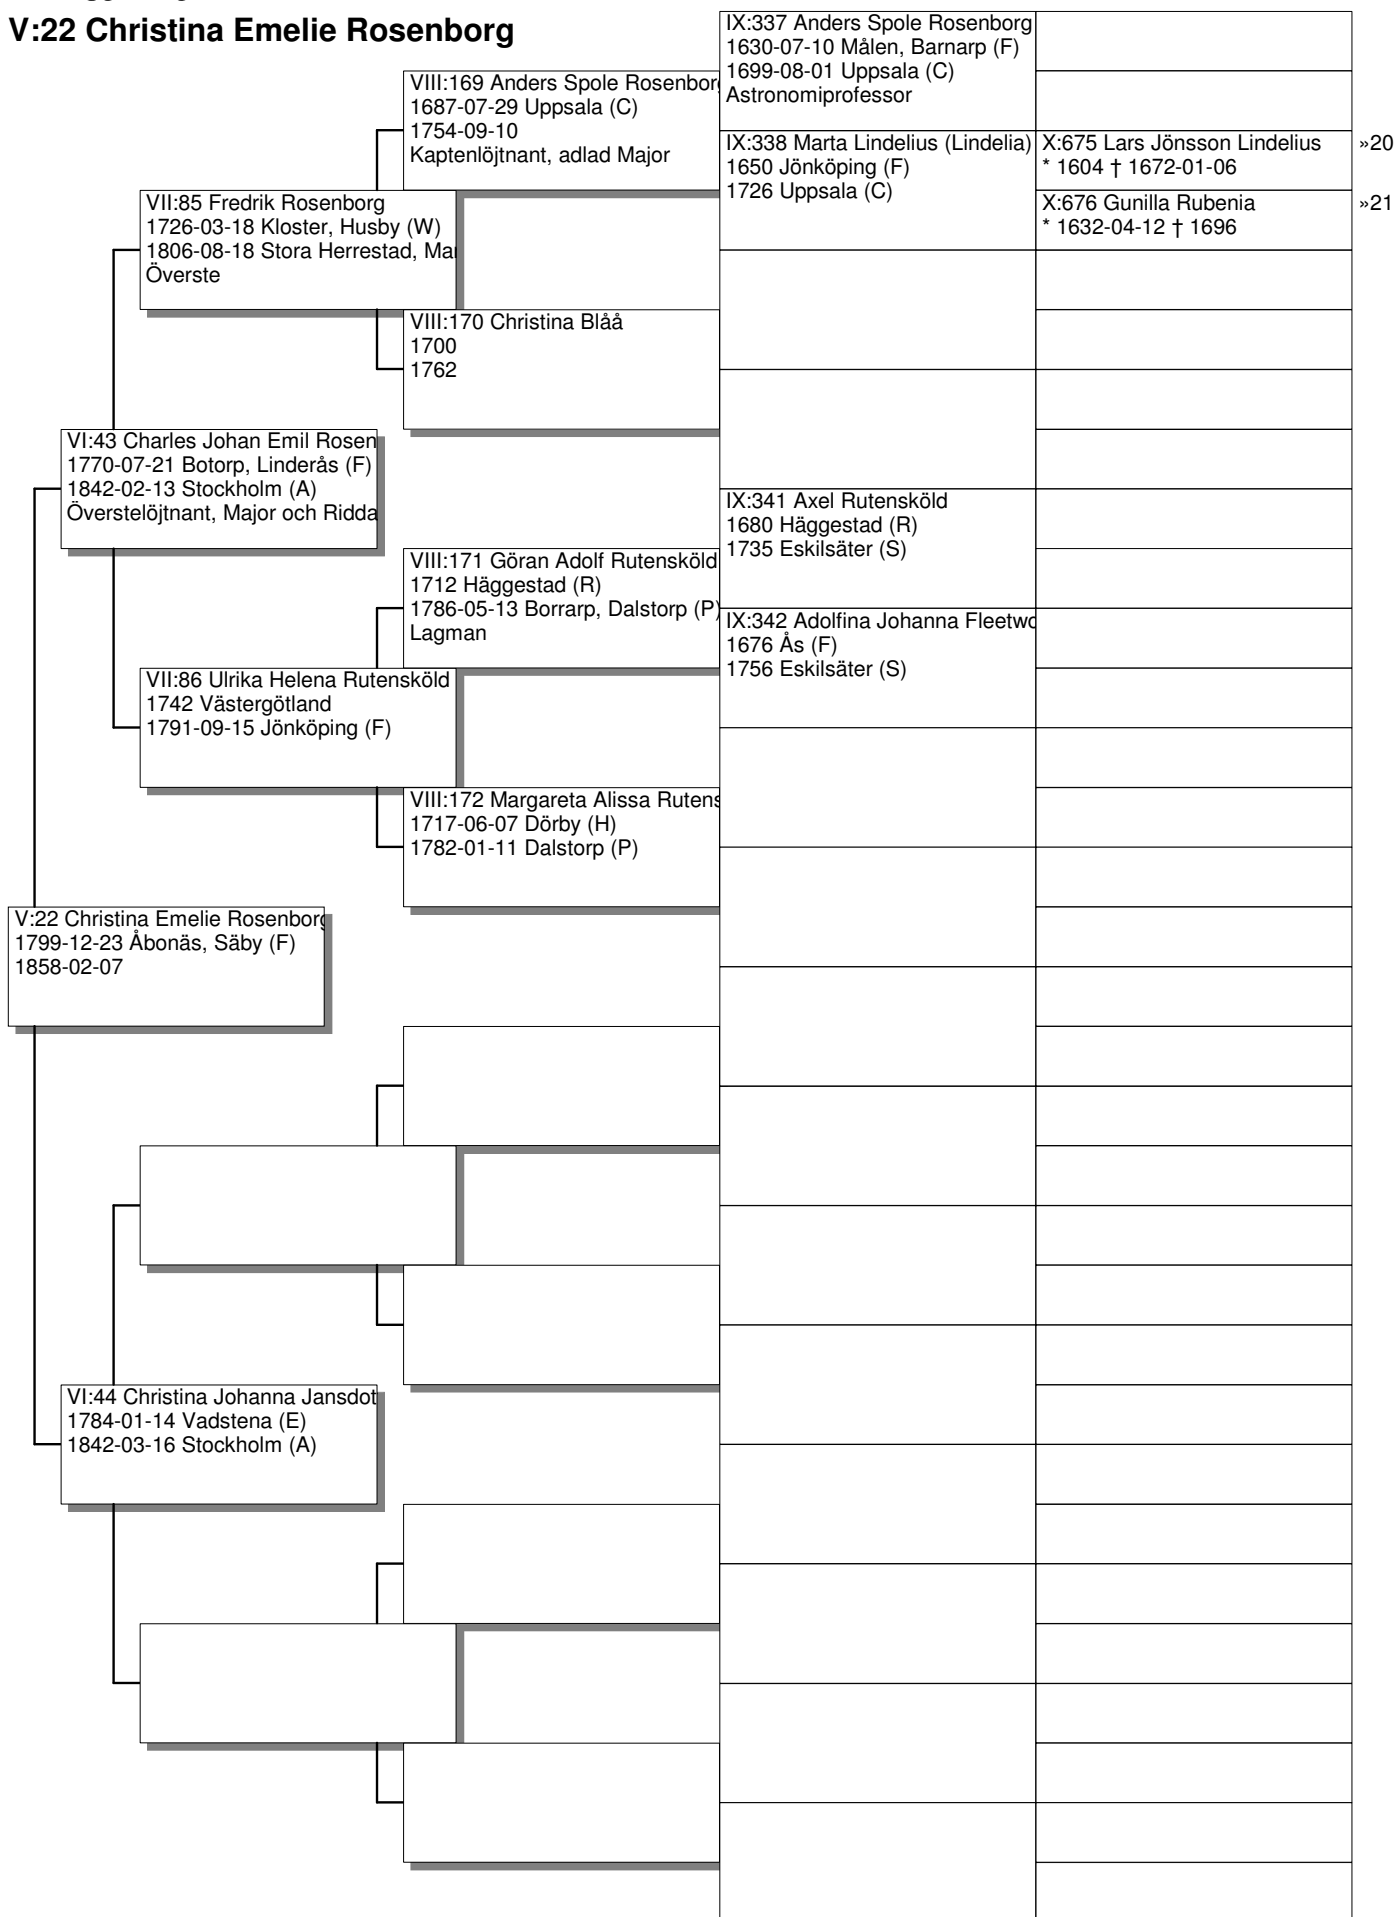 V:22 Christina Emelie Rosenborg
IX:337 Anders Spole Rosenborg
1630-07-10 Målen, Barnarp (F)
1699-08-01 Uppsala (C)
Astronomiprofessor
VIII:169 Anders Spole Rosenborg
1687-07-29 Uppsala (C)
1754-09-10
Kaptenlöjtnant, adlad Major
IX:338 Marta Lindelius (Lindelia)
1650 Jönköping (F)
1726 Uppsala (C)
X:675 Lars Jönsson Lindelius
* 1604 † 1672-01-06
»20
X:676 Gunilla Rubenia
* 1632-04-12 † 1696
»21
VII:85 Fredrik Rosenborg
1726-03-18 Kloster, Husby (W)
1806-08-18 Stora Herrestad, Mar
Överste
VIII:170 Christina Blåå
1700
1762
VI:43 Charles Johan Emil Rosen
1770-07-21 Botorp, Linderås (F)
1842-02-13 Stockholm (A)
Överstelöjtnant, Major och Ridda
IX:341 Axel Rutensköld
1680 Häggestad (R)
1735 Eskilsäter (S)
VIII:171 Göran Adolf Rutensköld
1712 Häggestad (R)
1786-05-13 Borrarp, Dalstorp (P)
Lagman
IX:342 Adolfina Johanna Fleetwo
1676 Ås (F)
1756 Eskilsäter (S)
VII:86 Ulrika Helena Rutensköld
1742 Västergötland
1791-09-15 Jönköping (F)
VIII:172 Margareta Alissa Rutens
1717-06-07 Dörby (H)
1782-01-11 Dalstorp (P)
V:22 Christina Emelie Rosenborg
1799-12-23 Åbonäs, Säby (F)
1858-02-07
VI:44 Christina Johanna Jansdot
1784-01-14 Vadstena (E)
1842-03-16 Stockholm (A)